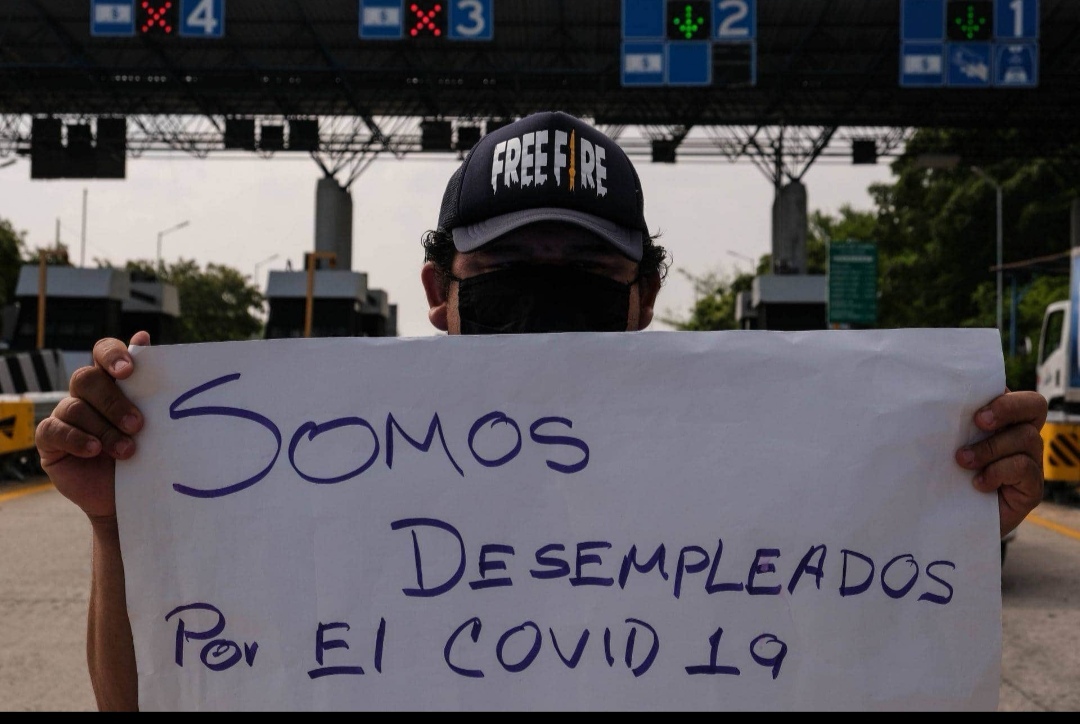 4
3
2
1
FREE FIRE
SOMOS
DESEMPLEADOS
Por El COVID 19